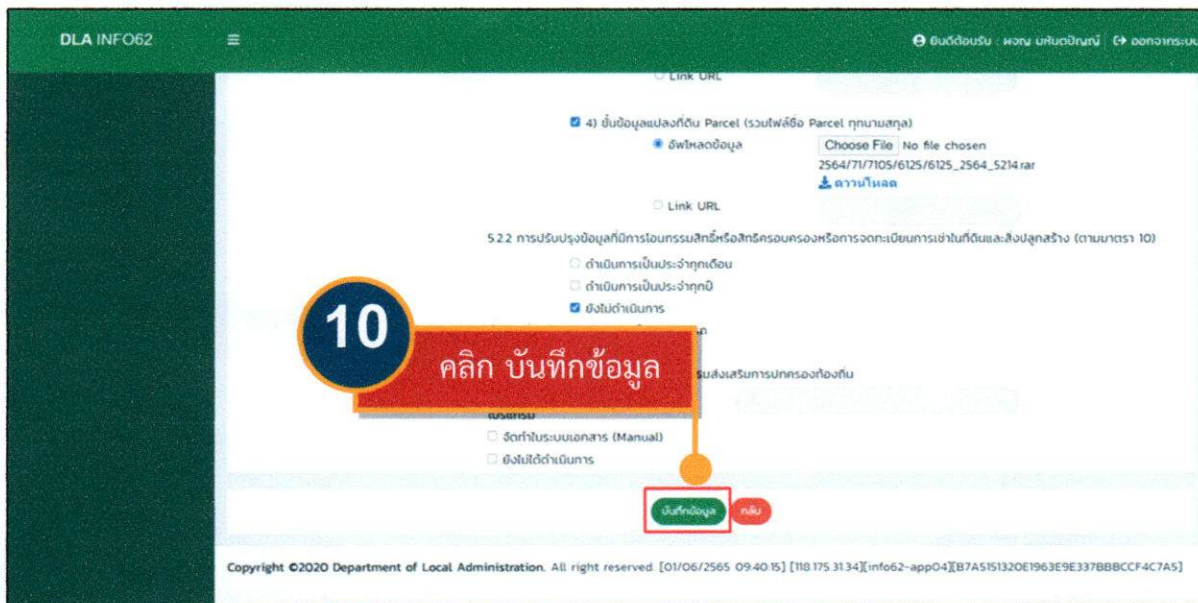 DLA INFO62
ยินดีต้อนรับ : ผจญ มหันตปัญญ์ ออกจากระบบ
Link URL
4) ชั้นข้อมูลแปลงที่ดิน Parcel (รวมไฟล์ชื่อ Parcel ทุกนามสกุล)
อัพโหลดข้อมูล Choose File No file chosen
2564/71/7105/6125/6125_2564_5214.rar
ดาวน์โหลด
Link URL
5.2.2 การปรับปรุงข้อมูลที่มีการโอนกรรมสิทธิ์หรือสิทธิครอบครองหรือการจดทะเบียนการเช่าในที่ดินและสิ่งปลูกสร้าง (ตามมาตรา 10)
ดำเนินการเป็นประจำทุกเดือน
ดำเนินการเป็นประจำทุกปี
ยังไม่ดำเนินการ
10
คลิก บันทึกข้อมูล
ส่งเสริมการปกครองท้องถิ่น
โปรแกรม
จัดทำในระบบเอกสาร (Manual)
ยังไม่ได้ดำเนินการ
บันทึกข้อมูล กลับ
Copyright ©2020 Department of Local Administration. All right reserved. [01/06/2565 09:40:15] [118.175.31.34][info62-app04][B7A5151320E1963E9E337BBBCCF4C7A5]